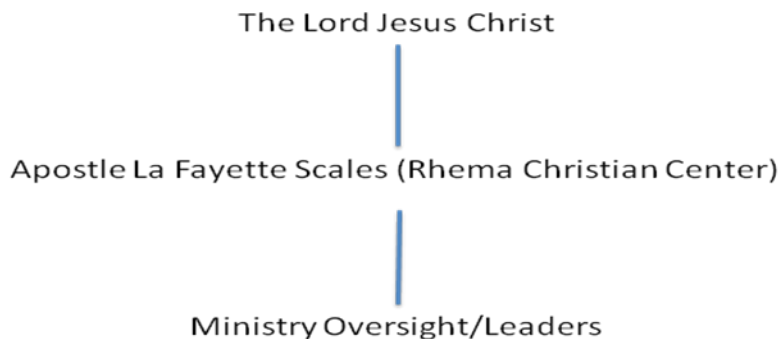 The Lord Jesus Christ
Apostle La Fayette Scales (Rhema Christian Center)
Ministry Oversight/Leaders